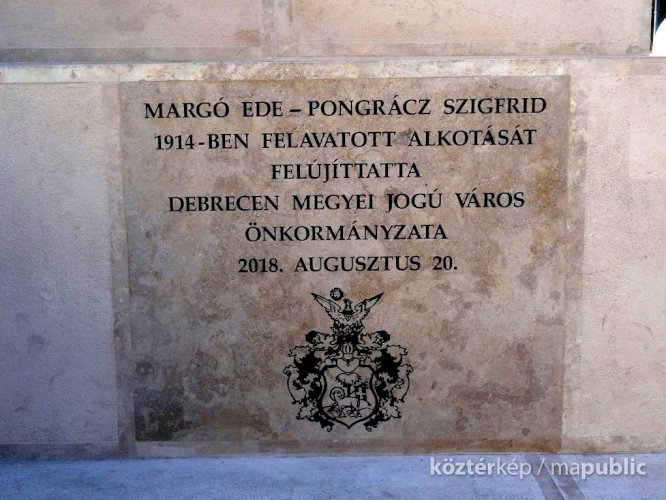 MARGÓ EDE – PONGRÁCZ SZIGFRID
1914-BEN FELAVATOTT ALKOTÁSÁT
FELÚJÍTTATTA
DEBRECEN MEGYEI JOGÚ VÁROS
ÖNKORMÁNYZATA
2018. AUGUSZTUS 20.
köztérkép / mapublic